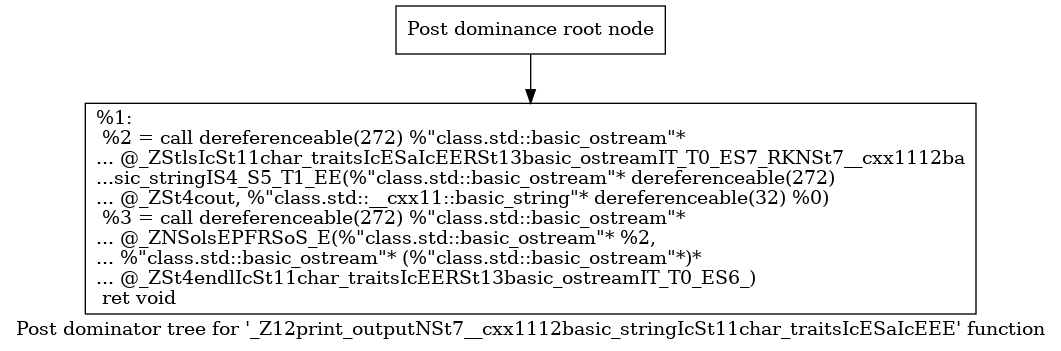 Post dominance root node
%1:
%2 = call dereferenceable(272) %"class.std::basic_ostream"*
... @_ZStlsIcSt11char_traitsIcESaIcEERSt13basic_ostreamIT_T0_ES7_RKNSt7__cxx1112ba
...sic_stringIS4_S5_T1_EE(%"class.std::basic_ostream"* dereferenceable(272)
... @_ZSt4cout, %"class.std::__cxx11::basic_string"* dereferenceable(32) %0)
%3 = call dereferenceable(272) %"class.std::basic_ostream"*
... @_ZNSolsEPFRSoS_E(%"class.std::basic_ostream"* %2,
... %"class.std::basic_ostream"* (%"class.std::basic_ostream"*)*
... @_ZSt4endlIcSt11char_traitsIcEERSt13basic_ostreamIT_T0_ES6_)
ret void
Post dominator tree for '_Z12print_outputNSt7__cxx1112basic_stringIcSt11char_traitsIcESaIcEEE' function